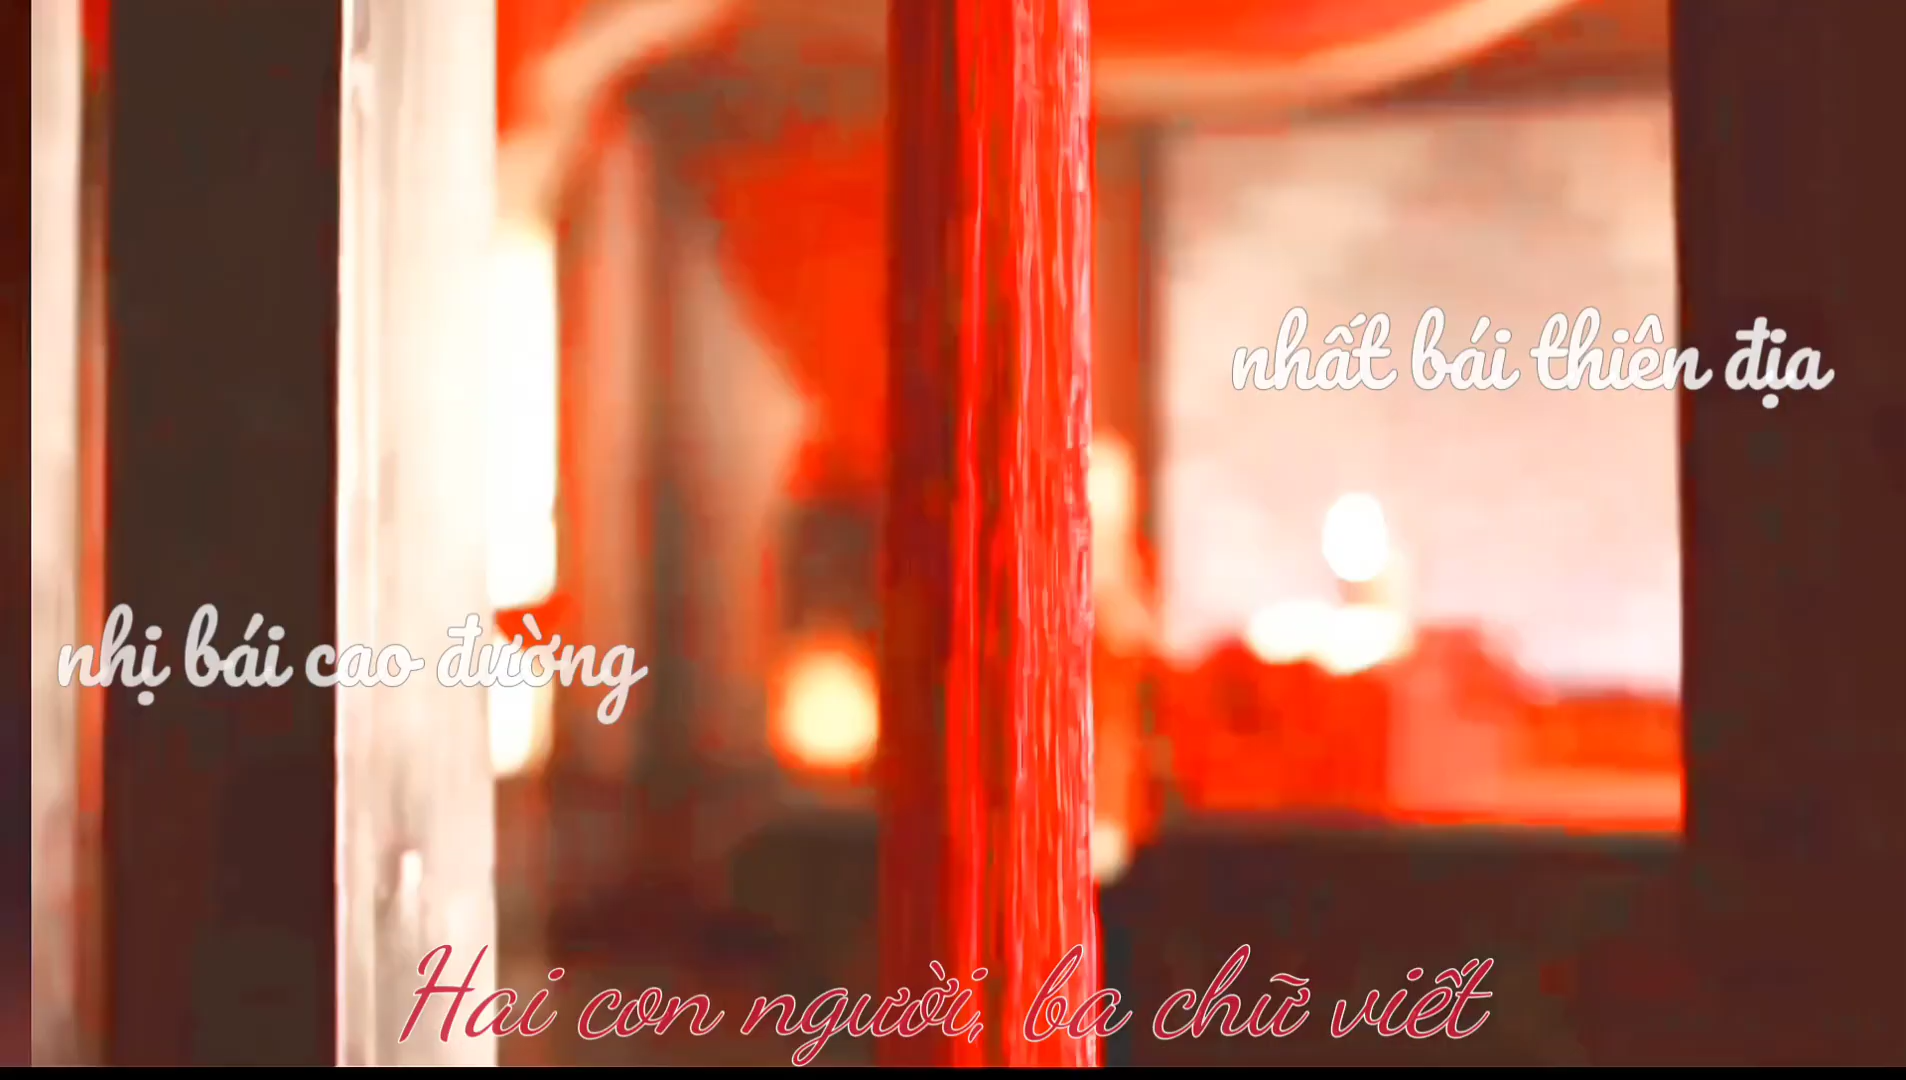 nhất bái thiên địa
nhị bái cao đường
Hai con người, ba chữ viết